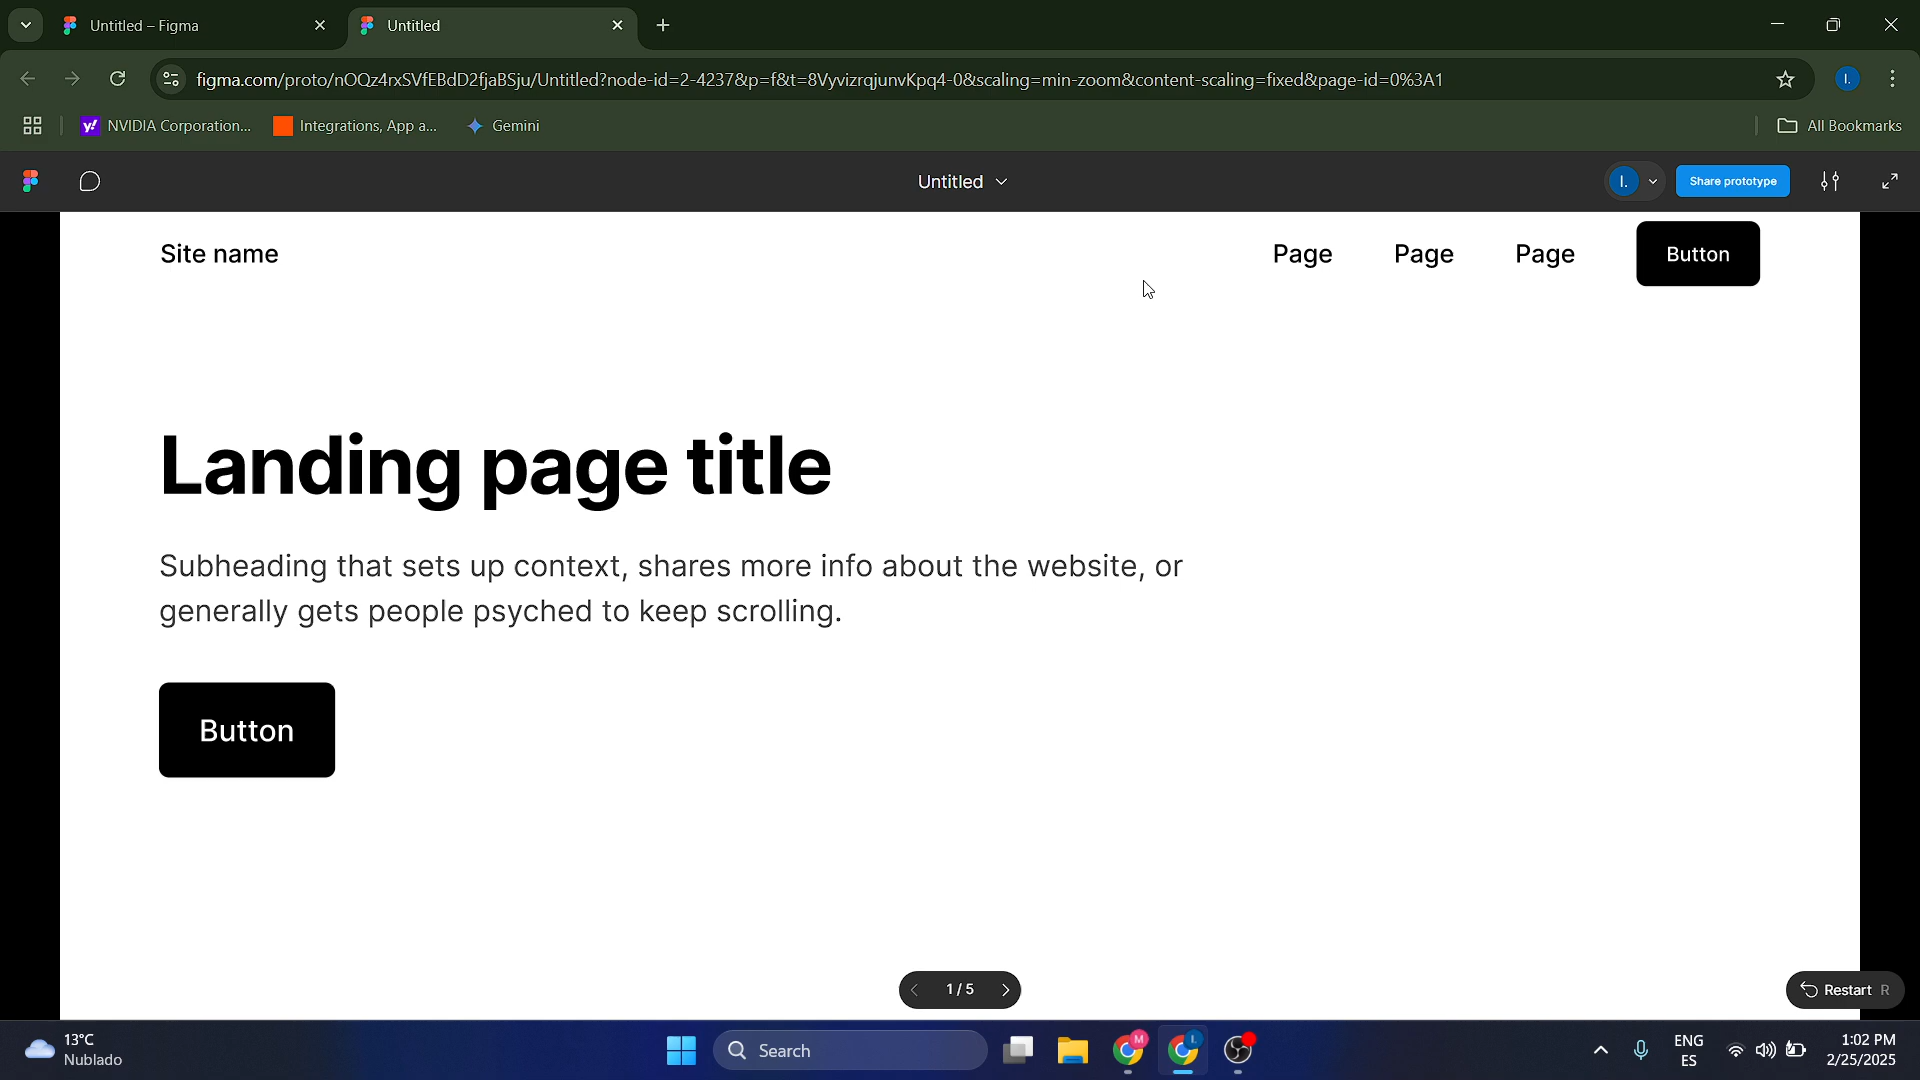 Untitled – Figma
Untitled
figma.com/proto/nOQz4rxSVfEBdD2fjaBSju/Untitled?node-id=2-4237&p=f&t=8VyvizrqjunvKpq4-0&scaling=min-zoom&content-scaling=fixed&page-id=0%3A1
I.
y! NVIDIA Corporation...
Integrations, App a...
Gemini
All Bookmarks
Untitled
I.
Share prototype
Site name
Page
Page
Page
Button
Landing page title
Subheading that sets up context, shares more info about the website, or
generally gets people psyched to keep scrolling.
Button
1 / 5
Restart R
13°C
Nublado
Search
M
I.
ENG
ES
1:02 PM
2/25/2025